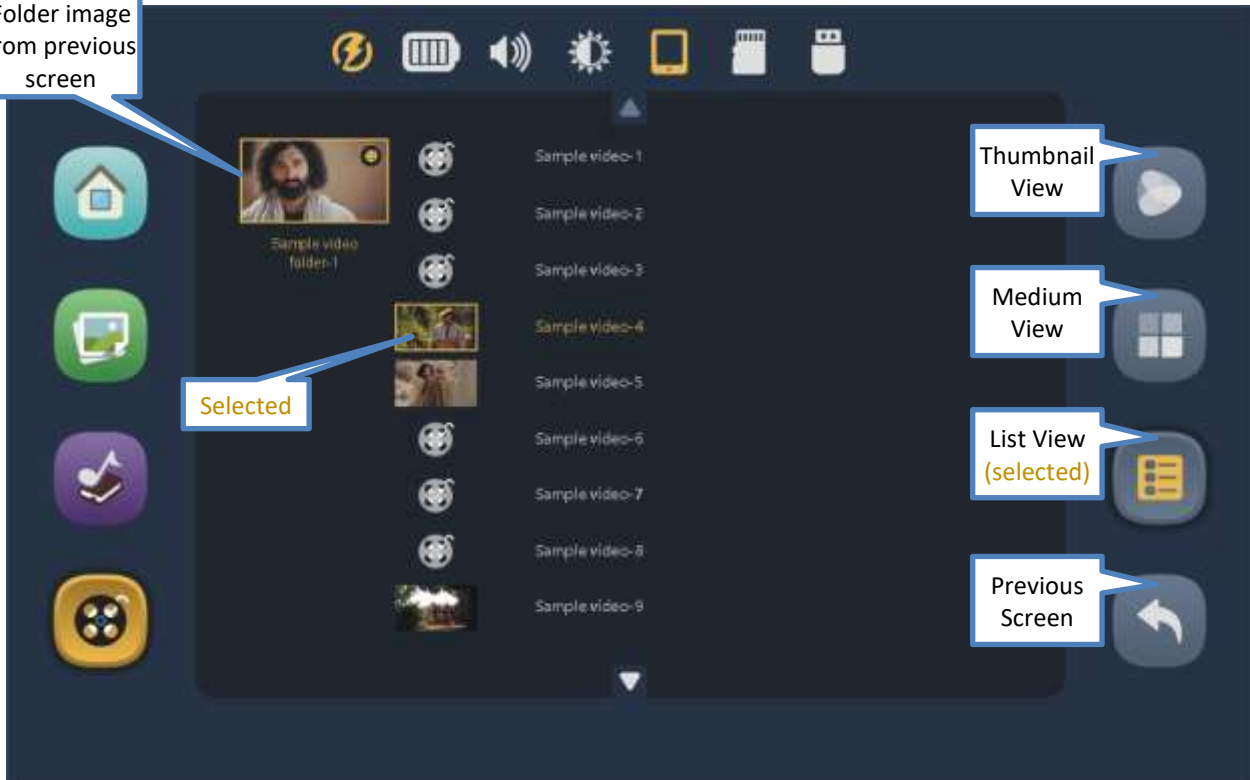 Folder image
from previous
screen
Sample video
folder-1
Sample video-1
Sample video-2
Sample video-3
Sample video-4
Sample video-5
Sample video-6
Sample video-7
Sample video-8
Sample video-9
Selected
Thumbnail
View
Medium
View
List View
(selected)
Previous
Screen